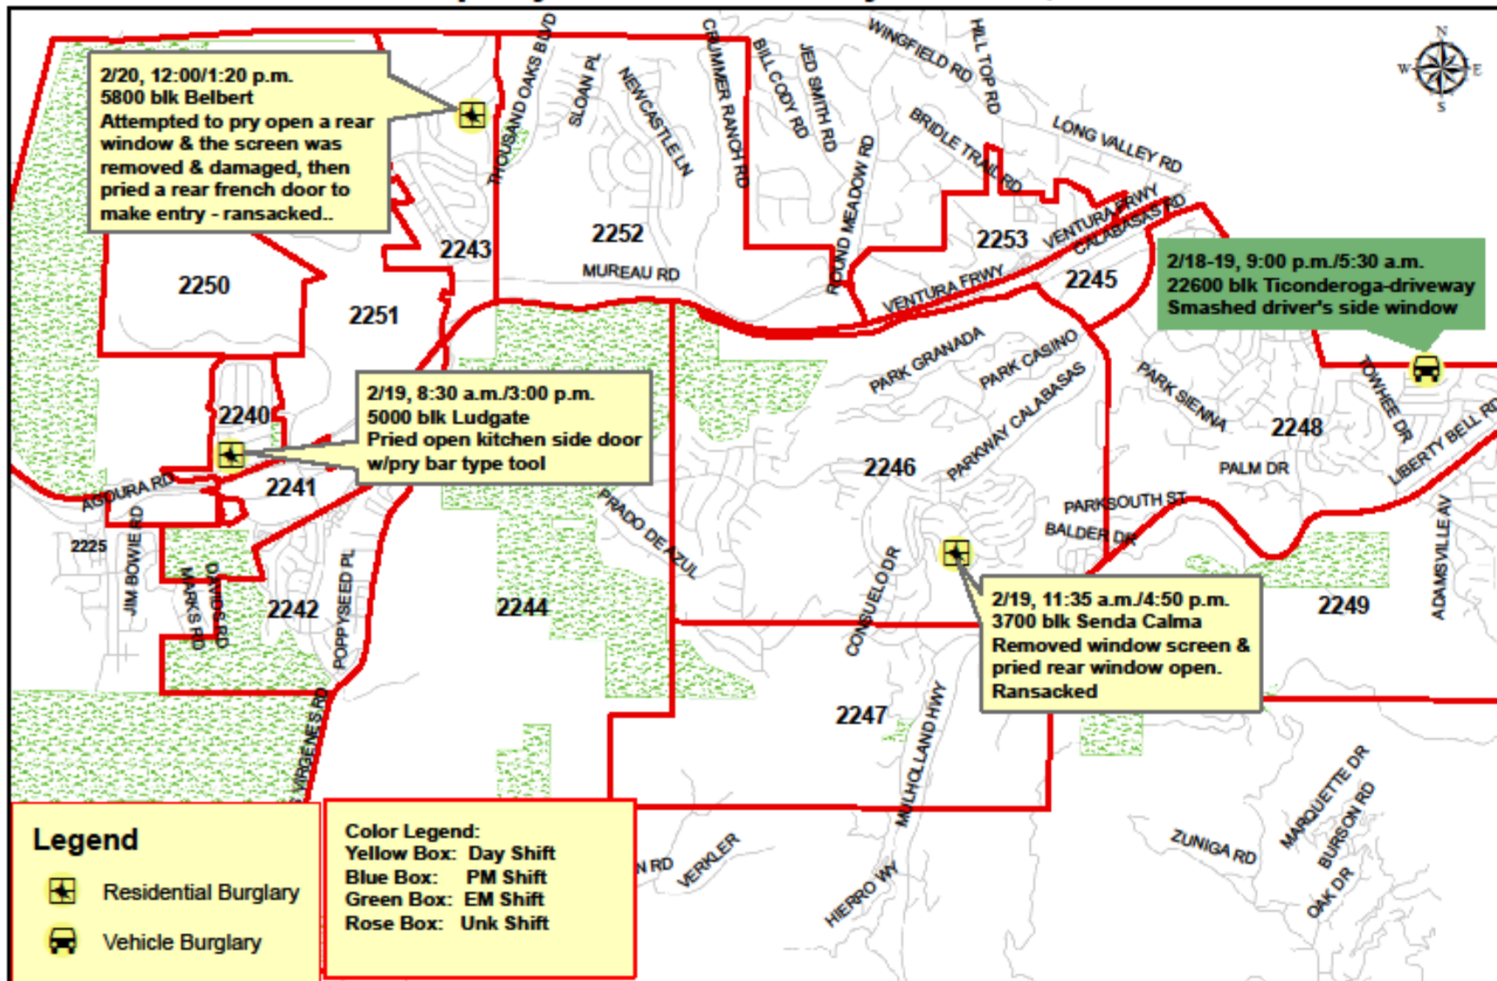 2/20, 12:00/1:20 p.m.
5800 blk Belbert
Attempted to pry open a rear
window & the screen was
removed & damaged, then
pried a rear french door to
make entry - ransacked..
THOUSAND OAKS BLVD
SLOAN PL
NEWCASTLE LN
CRUMMER RANCH RD
BILL CODY RD
JED SMITH RD
WINGFIELD RD
HILL TOP RD
LONG VALLEY RD
BRIDLE TRAIL RD
ROUND MEADOW RD
N
W
E
S
2243
2252
2253
VENTURA FRWY
CALABASAS RD
MUREAU RD
VENTURA FRWY
2245
2250
2251
2/18-19, 9:00 p.m./5:30 a.m.
22600 blk Ticonderoga-driveway
Smashed driver's side window
PARK GRANADA
PARK CASINO
PARKWAY CALABASAS
PARK SIENNA
TOWHEE DR
LIBERTY BELL RD
2248
PALM DR
2240
2/19, 8:30 a.m./3:00 p.m.
5000 blk Ludgate
Pried open kitchen side door
w/pry bar type tool
2246
AGOURA RD
2241
PARKSOUTH ST
BALDER DR
2225
JIM BOWIE RD
MARKS RD
DAVIDS RD
2242
POPPYSEED PL
PRADO DE AZUL
2244
CONSUELO DR
2/19, 11:35 a.m./4:50 p.m.
3700 blk Senda Calma
Removed window screen &
pried rear window open.
Ransacked
2249
ADAMSVILLE AV
2247
MULHOLLAND HWY
VIRGENES RD
MARQUETTE DR
BURSON RD
ZUNIGA RD
OAK DR
RD
VERKLER
HIERRO WY
Legend
Residential Burglary
Vehicle Burglary
Color Legend:
Yellow Box: Day Shift
Blue Box: PM Shift
Green Box: EM Shift
Rose Box: Unk Shift